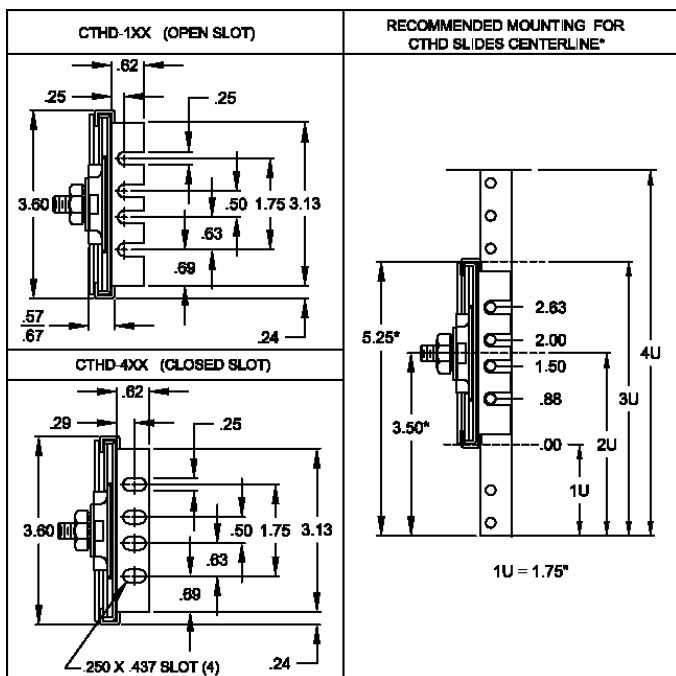 CTHD-1XX (OPEN SLOT)
.62
.25
.25
3.60
.50
1.75
3.13
.63
.69
.57
.67
.24
CTHD-4XX (CLOSED SLOT)
.62
.29
.25
3.60
.50
1.75
3.13
.63
.69
.250 X .437 SLOT (4)
.24
RECOMMENDED MOUNTING FOR
CTHD SLIDES CENTERLINE*
2.63
5.25*
2.00
4U
1.50
3U
.88
3.50*
2U
.00
1U
1U = 1.75"